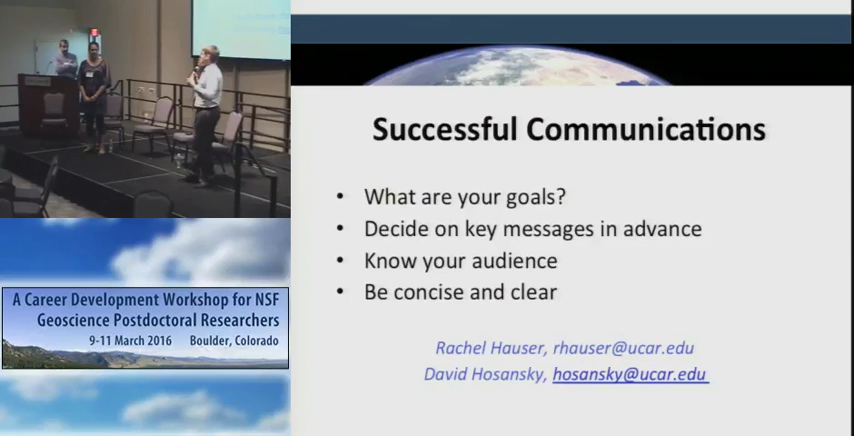 Successful Communications
• What are your goals?
• Decide on key messages in advance
• Know your audience
• Be concise and clear
Rachel Hauser, rhauser@ucar.edu
David Hosansky, hosansky@ucar.edu
A Career Development Workshop for NSF
Geoscience Postdoctoral Researchers
9-11 March 2016 Boulder, Colorado